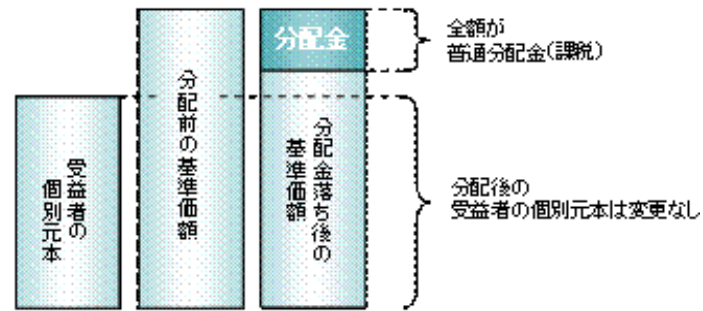 分配金
全額が
普通分配金(課税)
分配前の基準価額
分配金落ち後の
基準価額
受益者の
個別元本
分配後の
受益者の個別元本は変更なし